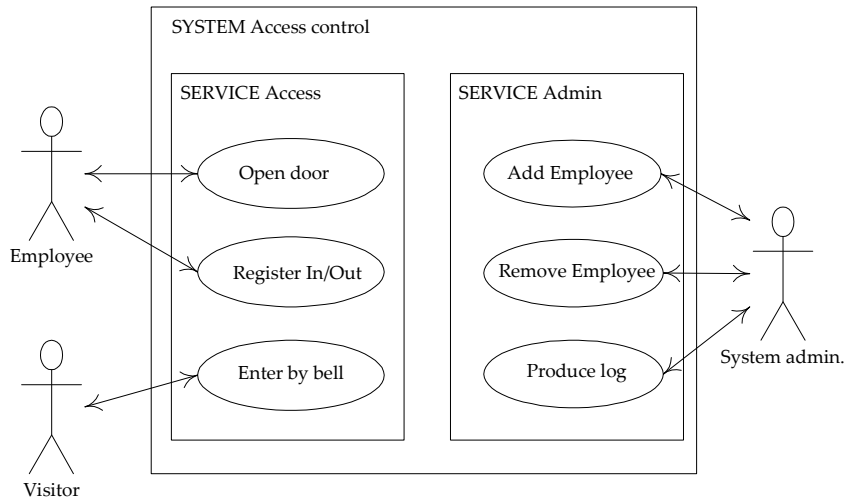 SYSTEM Access control
SERVICE Access
SERVICE Admin
Open door
Add Employee
Employee
Register In/Out
Remove Employee
System admin.
Enter by bell
Produce log
Visitor